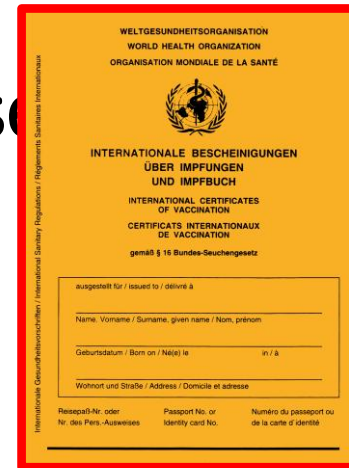 WELTGESUNDHEITSORGANISATION
WORLD HEALTH ORGANIZATION
ORGANISATION MONDIALE DE LA SANTÉ
INTERNATIONALE BESCHEINIGUNGEN
ÜBER IMPFUNGEN
UND IMPFBUCH
INTERNATIONAL CERTIFICATES
OF VACCINATION
CERTIFICATS INTERNATIONAUX
DE VACCINATION
gemäß § 16 Bundes-Seuchengesetz
ausgestellt für / issued to / délivré à
Name, Vorname / Surname, given name / Nom, prénom
Geburtsdatum / Born on / Né(e) le in / à
Wohnort und Straße / Address / Domicile et adresse
Reisepaß-Nr. oder Passport No. or Numéro du passeport ou
Nr. des Pers.-Ausweises Identity card No. de la carte d'identité
Internationale Gesundheitsvorschriften / International Sanitary Regulations / Règlements Sanitaires Internationaux